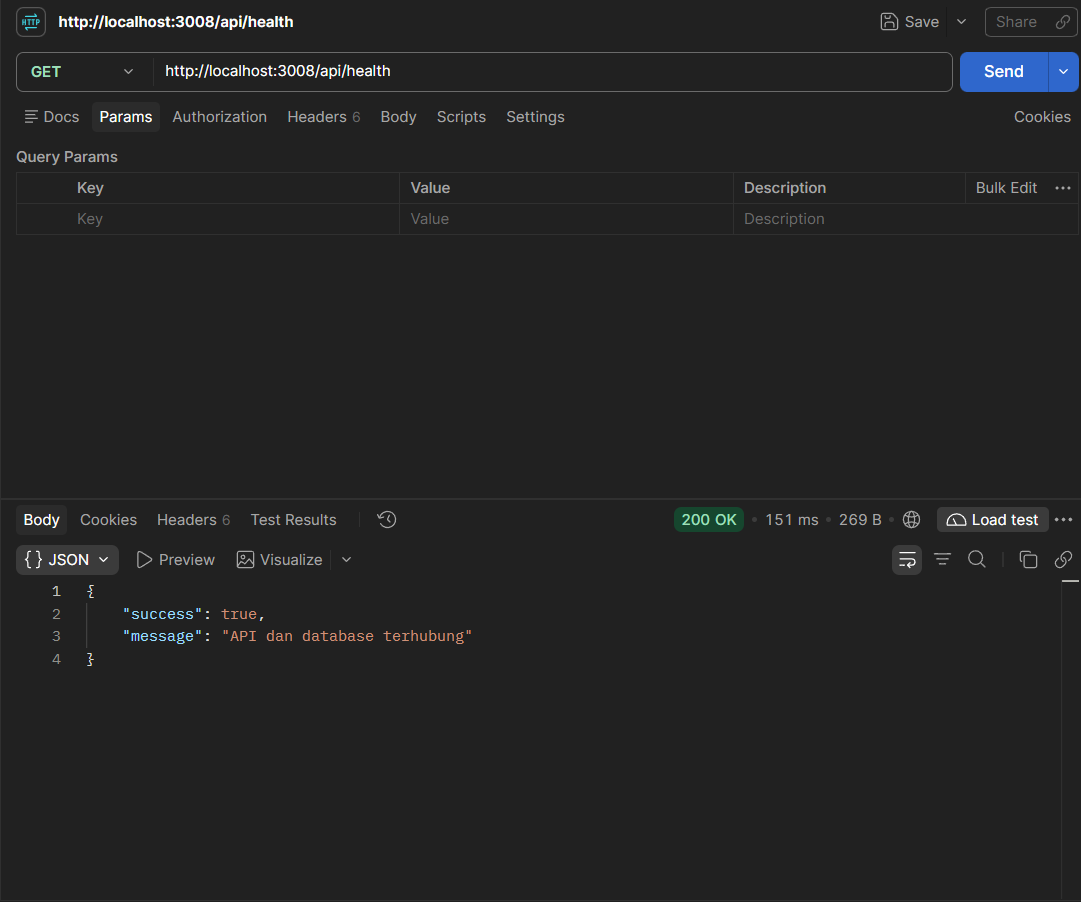 HTTP http://localhost:3008/api/health Save Share
GET http://localhost:3008/api/health Send
Docs Params Authorization Headers 6 Body Scripts Settings Cookies
Query Params
Key Value Description Bulk Edit
Key Value Description
Body Cookies Headers 6 Test Results 200 OK • 151 ms • 269 B • Load test
{} JSON Preview Visualize
1 {
2 "success": true,
3 "message": "API dan database terhubung"
4 }